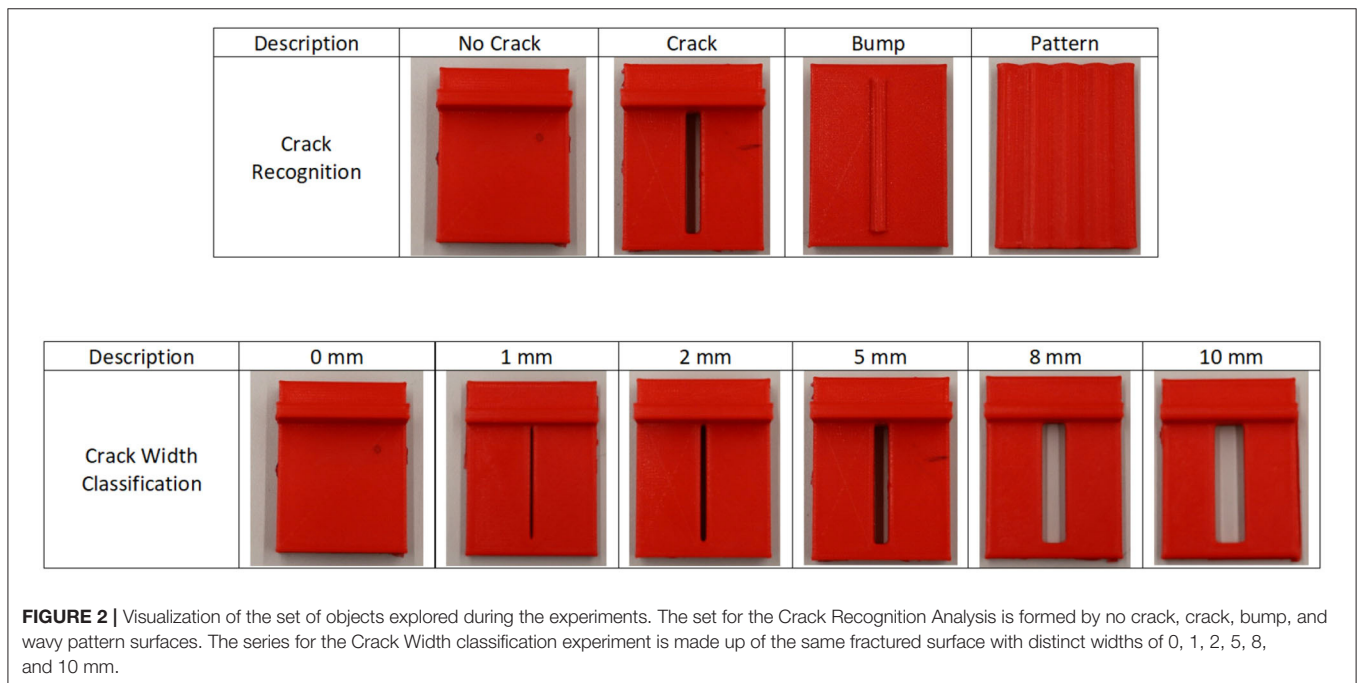 Description No Crack Crack Bump Pattern
Crack
Recognition
Description 0 mm 1 mm 2 mm 5 mm 8 mm 10 mm
Crack Width
Classification
FIGURE 2 | Visualization of the set of objects explored during the experiments. The set for the Crack Recognition Analysis is formed by no crack, crack, bump, and
wavy pattern surfaces. The series for the Crack Width classification experiment is made up of the same fractured surface with distinct widths of 0, 1, 2, 5, 8,
and 10 mm.